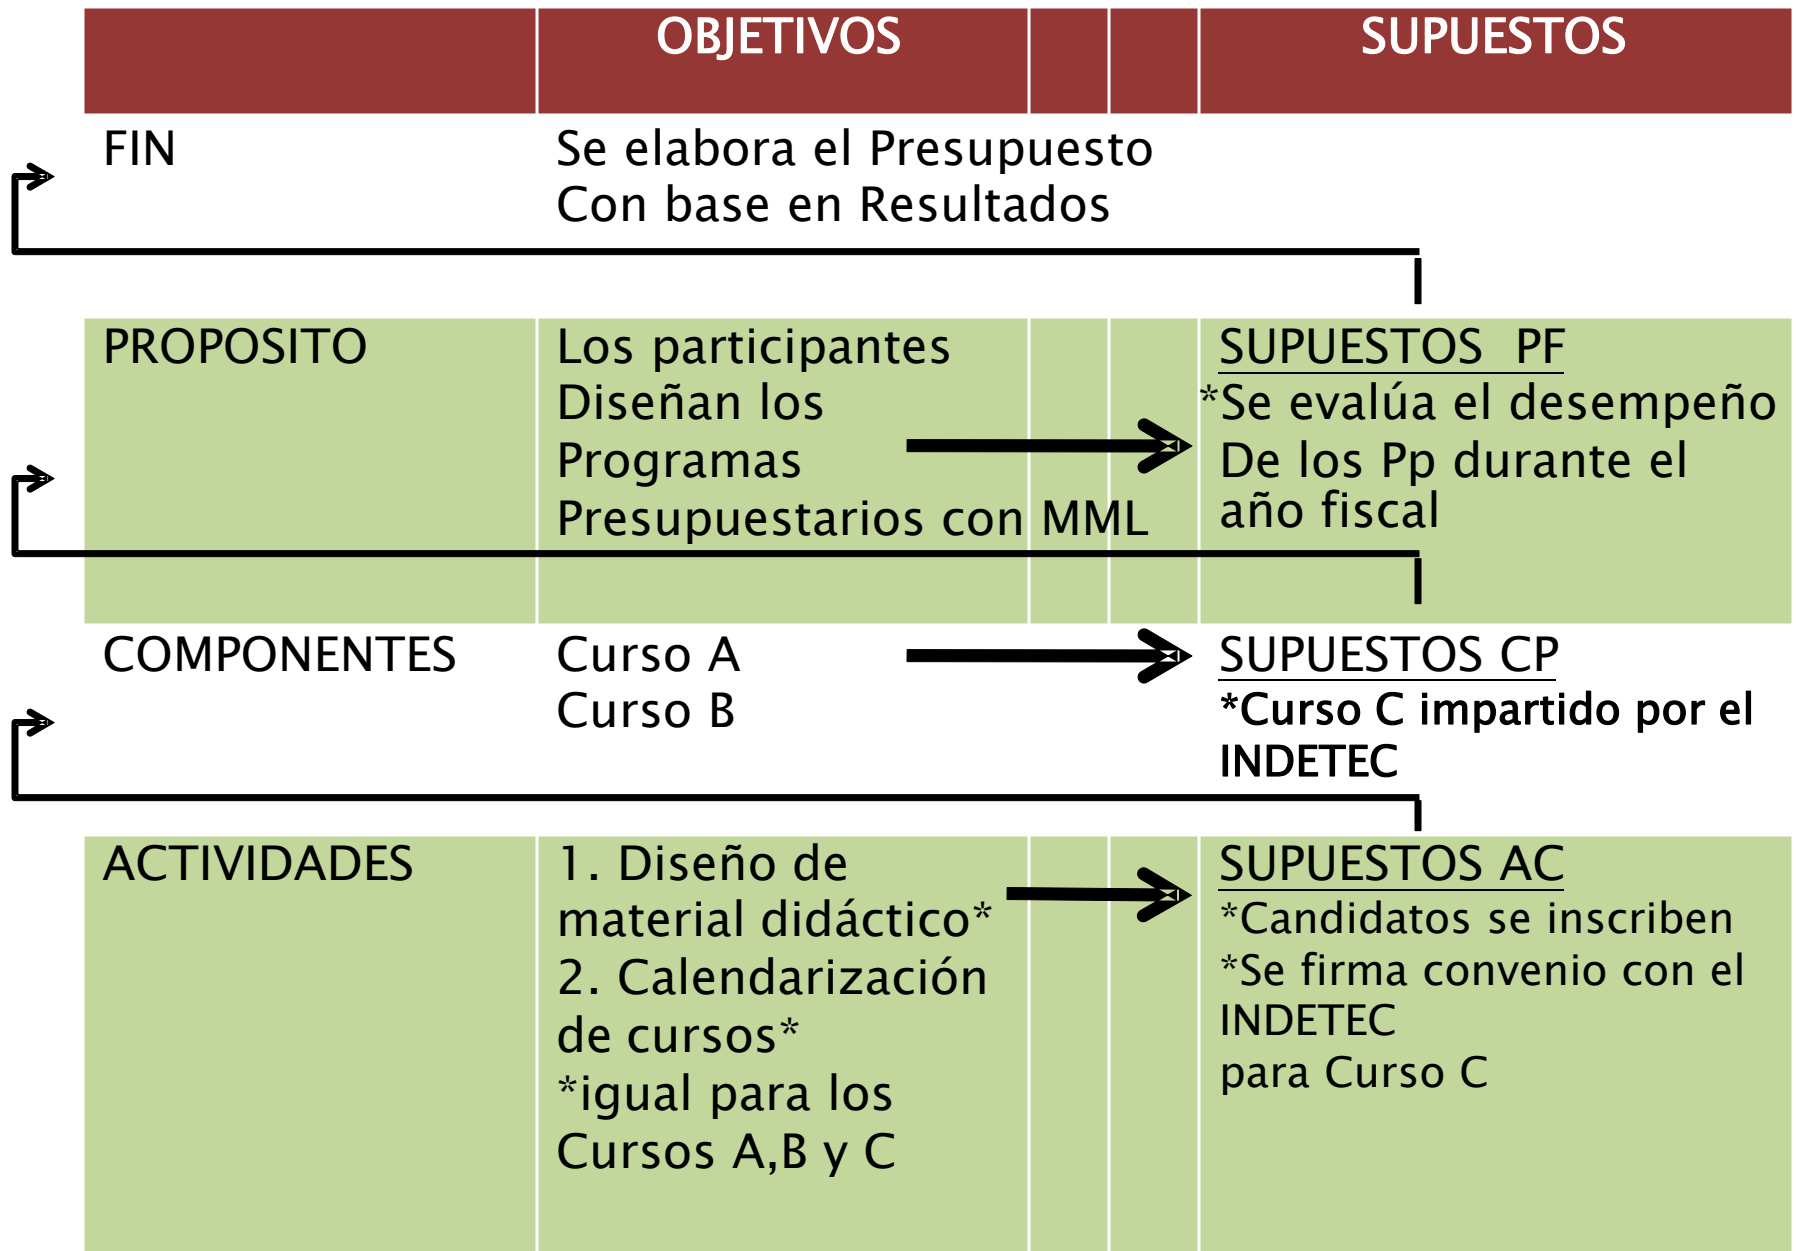 OBJETIVOS
SUPUESTOS
FIN
Se elabora el Presupuesto
Con base en Resultados
PROPOSITO
Los participantes
Diseñan los
Programas
Presupuestarios con MML
SUPUESTOS PF
*Se evalúa el desempeño
De los Pp durante el
año fiscal
COMPONENTES
Curso A
Curso B
SUPUESTOS CP
*Curso C impartido por el
INDETEC
ACTIVIDADES
1. Diseño de
material didáctico*
2. Calendarización
de cursos*
*igual para los
Cursos A,B y C
SUPUESTOS AC
*Candidatos se inscriben
*Se firma convenio con el
INDETEC
para Curso C